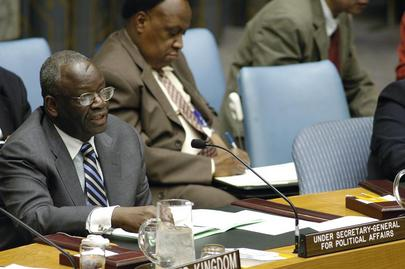 UNDER SECRETARY-GENERAL
for POLITICAL AFFAIRS
KINGDOM